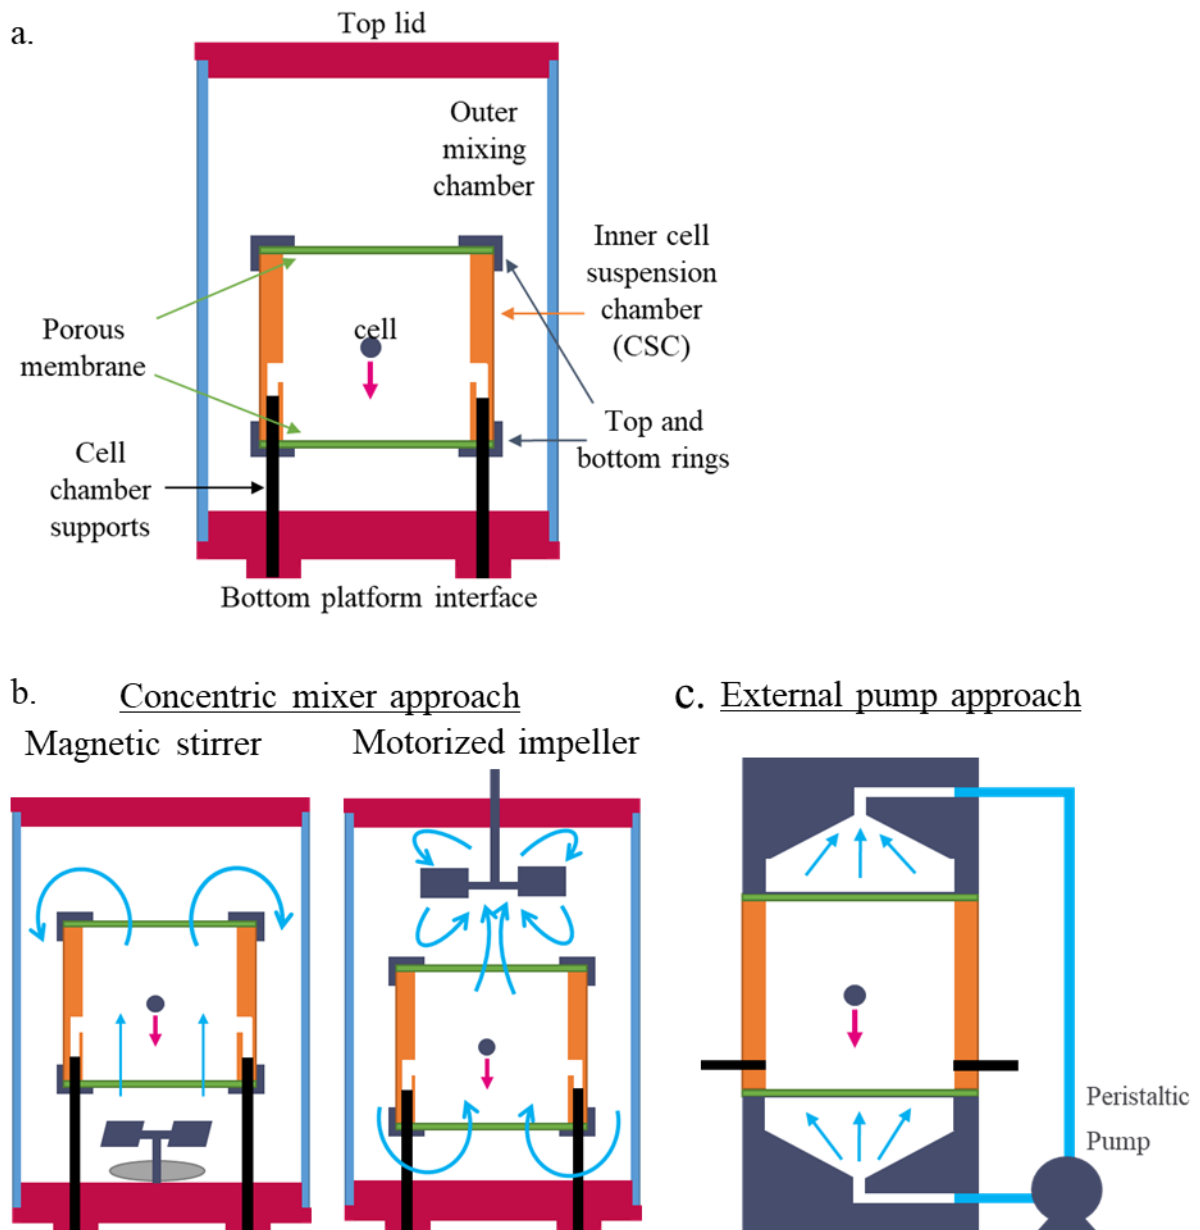 a.
Top lid
Outer
mixing
chamber
Inner cell
suspension
chamber
(CSC)
cell
Porous
membrane
Top and
bottom rings
Cell
chamber
supports
Bottom platform interface
b.
Concentric mixer approach
Magnetic stirrer
Motorized impeller
c.
External pump approach
Peristaltic
Pump